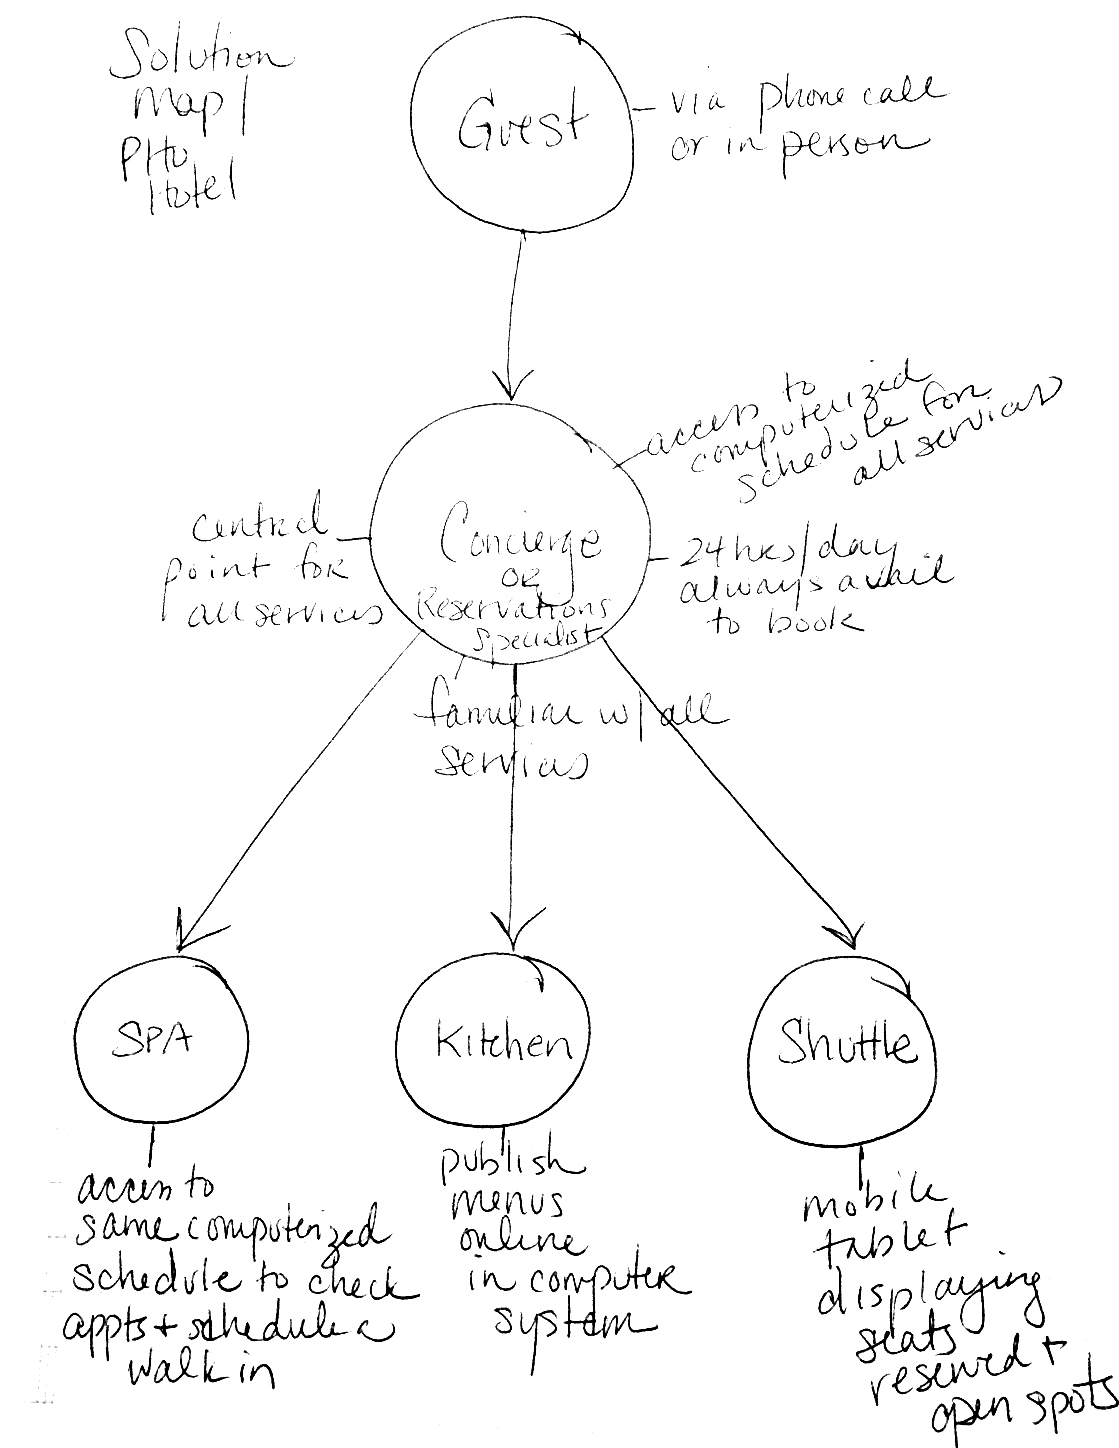 Solution
Map/
PHO
Hotel
Guest
- via phone call
or in person
access to
computerized
schedule for
all services
central
point for
all services
Concierge
OR
Reservations
Specialist
24 hrs/day
always avail
to book
familiar w/ all
services
SPA
Kitchen
Shuttle
access to
same computerized
schedule to check
appts + schedule a
walk in
publish
menus
online
in computer
system
mobile
tablet
displaying
seats
reserved +
open spots